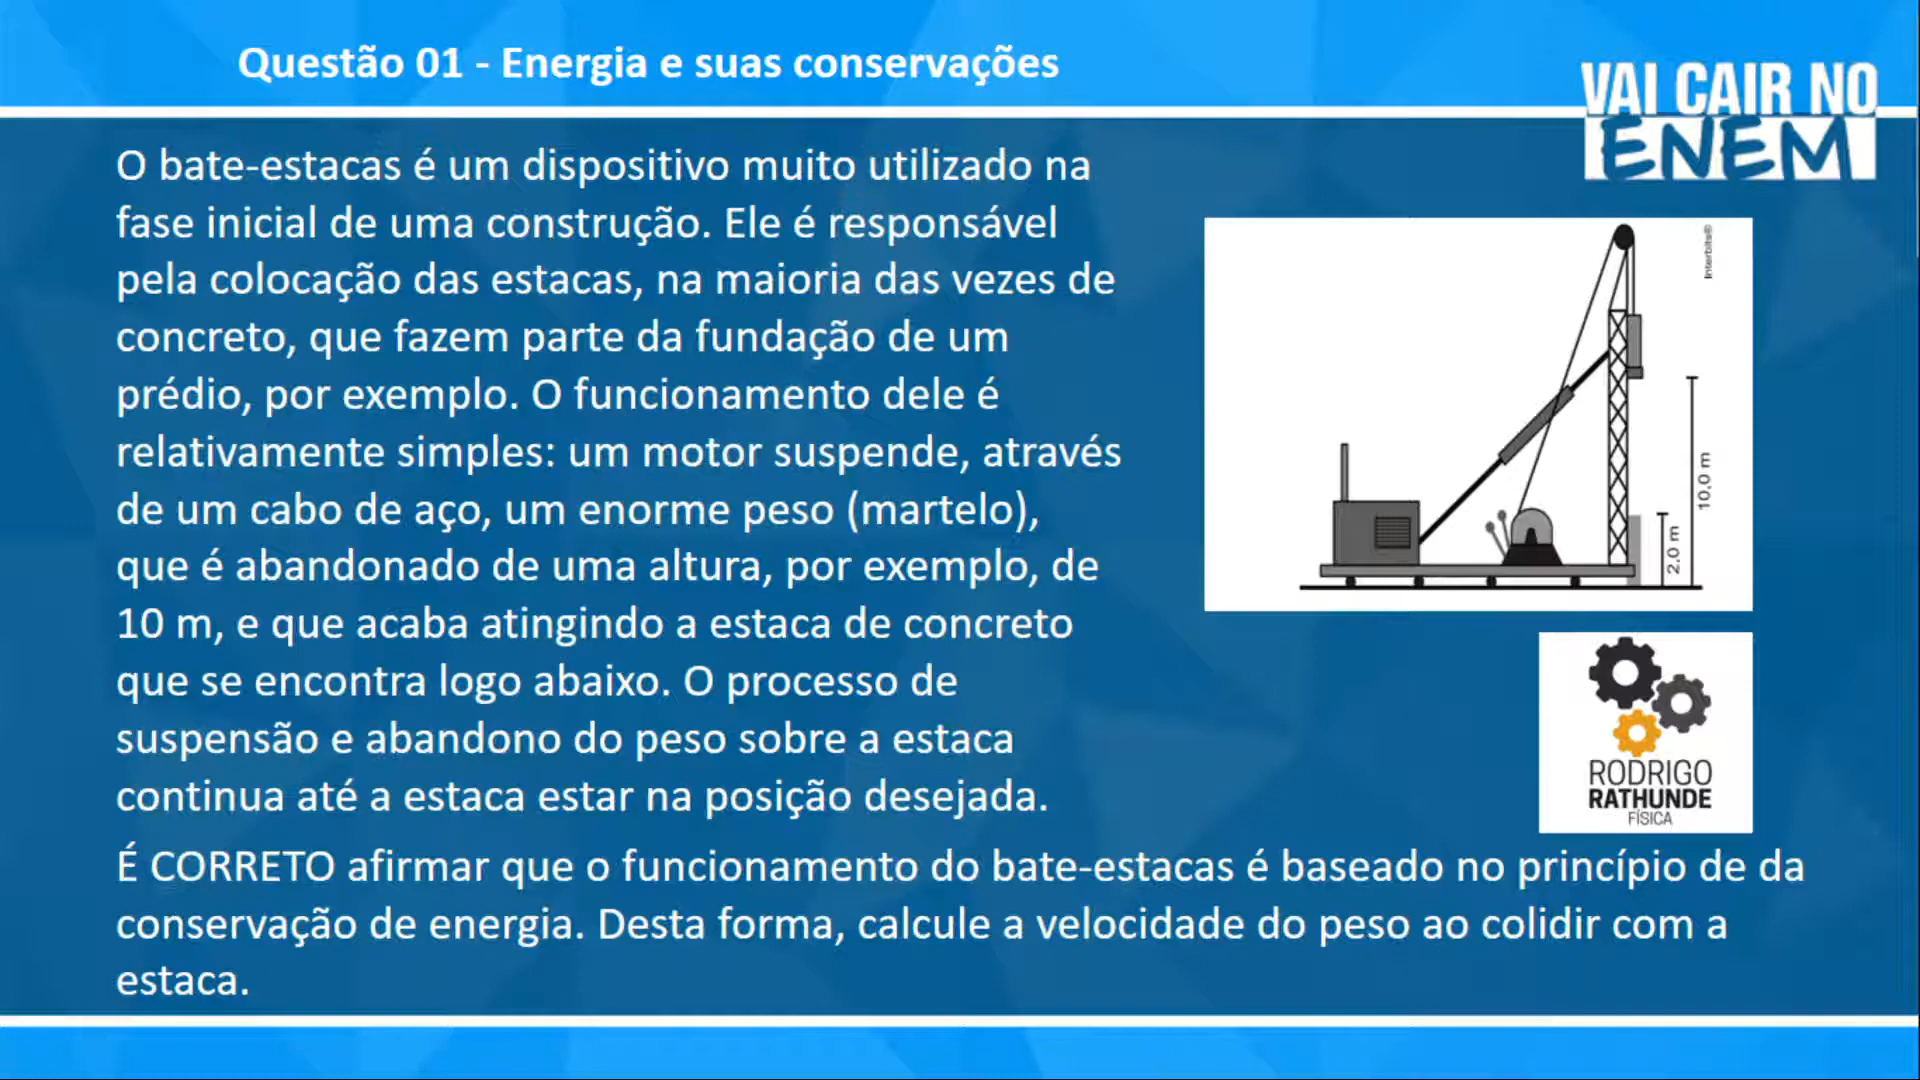 Questão 01 - Energia e suas conservações
VAI CAIR NO
ENEM
O bate-estacas é um dispositivo muito utilizado na
fase inicial de uma construção. Ele é responsável
pela colocação das estacas, na maioria das vezes de
concreto, que fazem parte da fundação de um
prédio, por exemplo. O funcionamento dele é
relativamente simples: um motor suspende, através
de um cabo de aço, um enorme peso (martelo),
que é abandonado de uma altura, por exemplo, de
10 m, e que acaba atingindo a estaca de concreto
que se encontra logo abaixo. O processo de
suspensão e abandono do peso sobre a estaca
continua até a estaca estar na posição desejada.
É CORRETO afirmar que o funcionamento do bate-estacas é baseado no princípio de da
conservação de energia. Desta forma, calcule a velocidade do peso ao colidir com a
estaca.
Interbits©
10,0 m
2,0 m
RODRIGO
RATHUNDE
FÍSICA